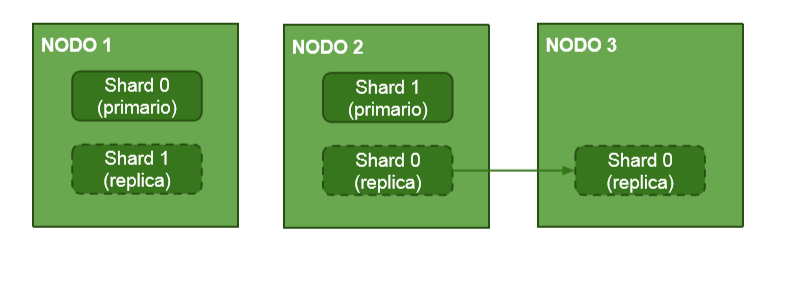 NODO 1
Shard 0
(primario)
Shard 1
(replica)
NODO 2
Shard 1
(primario)
Shard 0
(replica)
NODO 3
Shard 0
(replica)